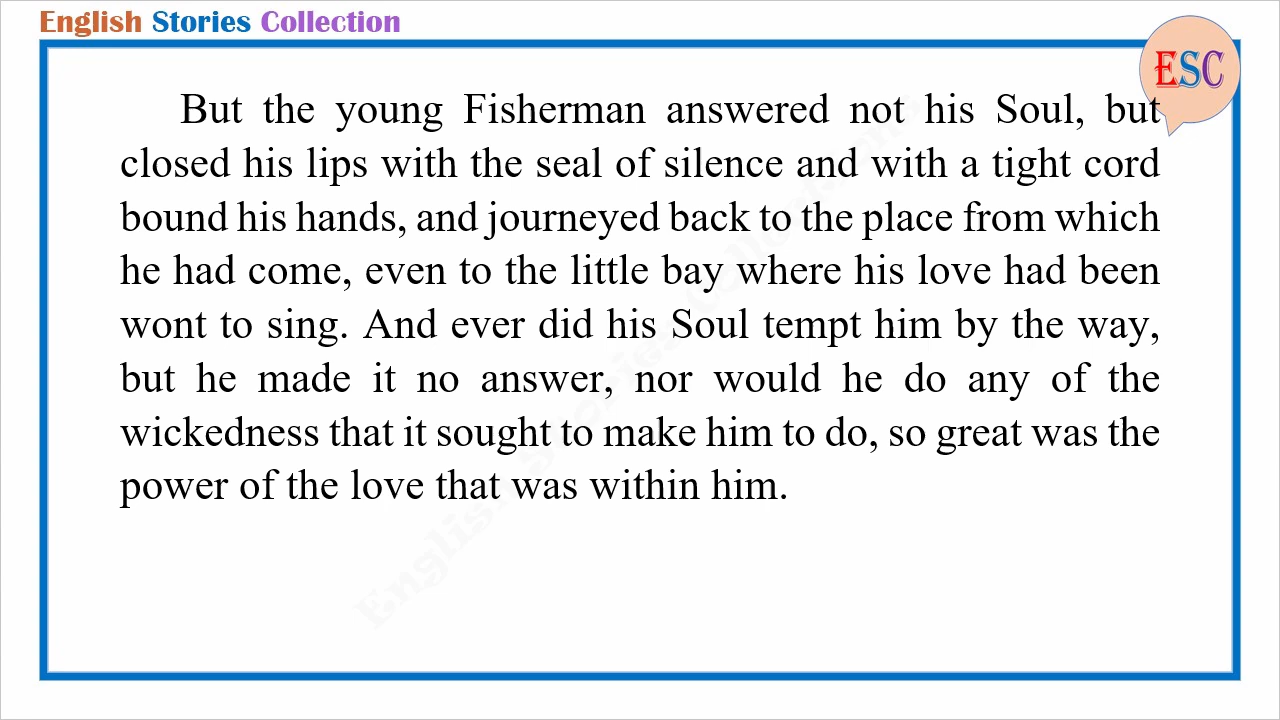 English Stories Collection
ESC
But the young Fisherman answered not his Soul, but
closed his lips with the seal of silence and with a tight cord
bound his hands, and journeyed back to the place from which
he had come, even to the little bay where his love had been
wont to sing. And ever did his Soul tempt him by the way,
but he made it no answer, nor would he do any of the
wickedness that it sought to make him to do, so great was the
power of the love that was within him.
English Stories Collections